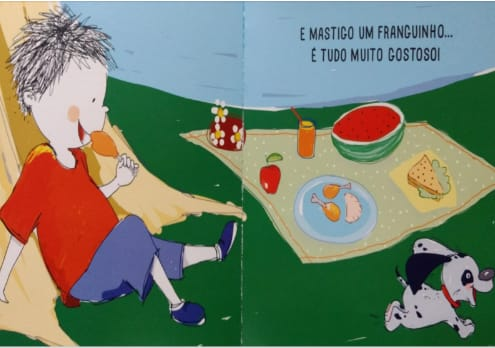 E MASTIGO UM FRANGUINHO...
É TUDO MUITO GOSTOSO!